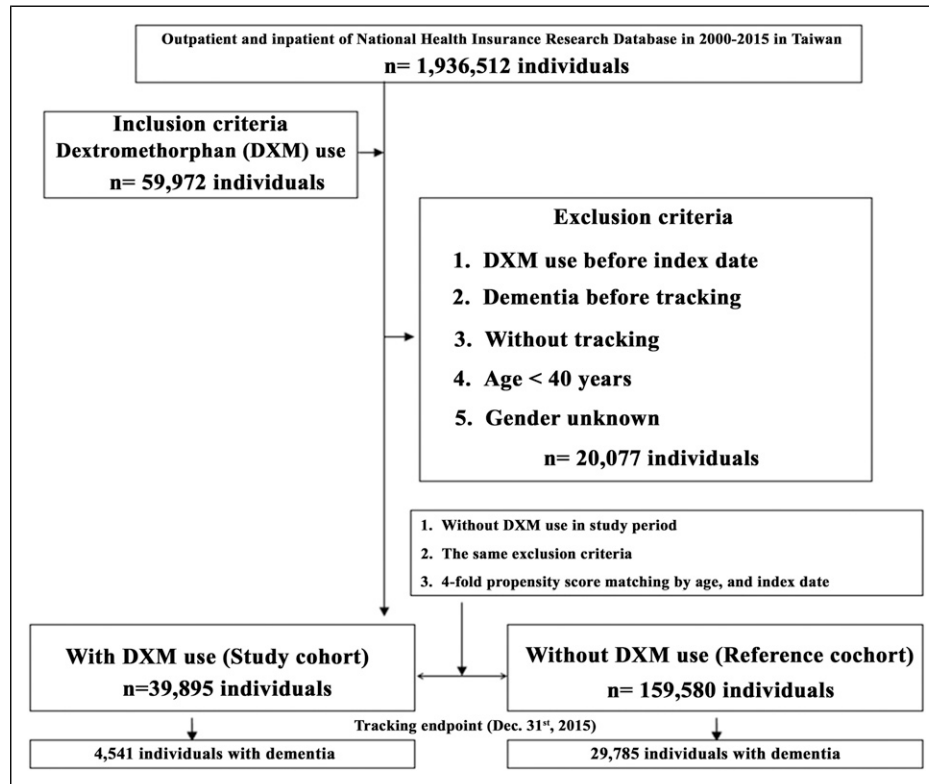 Outpatient and inpatient of National Health Insurance Research Database in 2000-2015 in Taiwan
n= 1,936,512 individuals
Inclusion criteria
Dextromethorphan (DXM) use
n= 59,972 individuals
Exclusion criteria
1. DXM use before index date
2. Dementia before tracking
3. Without tracking
4. Age < 40 years
5. Gender unknown
n= 20,077 individuals
1. Without DXM use in study period
2. The same exclusion criteria
3. 4-fold propensity score matching by age, and index date
With DXM use (Study cohort)
n=39,895 individuals
Without DXM use (Reference cochort)
n= 159,580 individuals
Tracking endpoint (Dec. 31st, 2015)
4,541 individuals with dementia
29,785 individuals with dementia